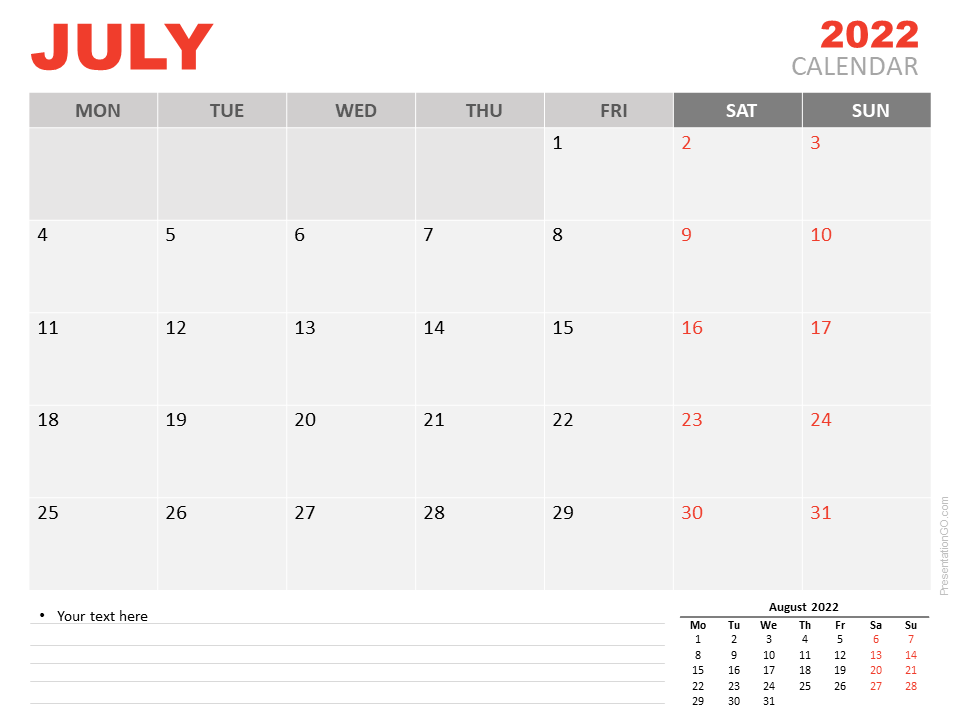 JULY
2022
CALENDAR
MON TUE WED THU FRI SAT SUN
1 2 3
4 5 6 7 8 9 10
11 12 13 14 15 16 17
18 19 20 21 22 23 24
25 26 27 28 29 30 31
PresentationGO.com
• Your text here
August 2022
Mo Tu We Th Fr Sa Su
1 2 3 4 5 6 7
8 9 10 11 12 13 14
15 16 17 18 19 20 21
22 23 24 25 26 27 28
29 30 31